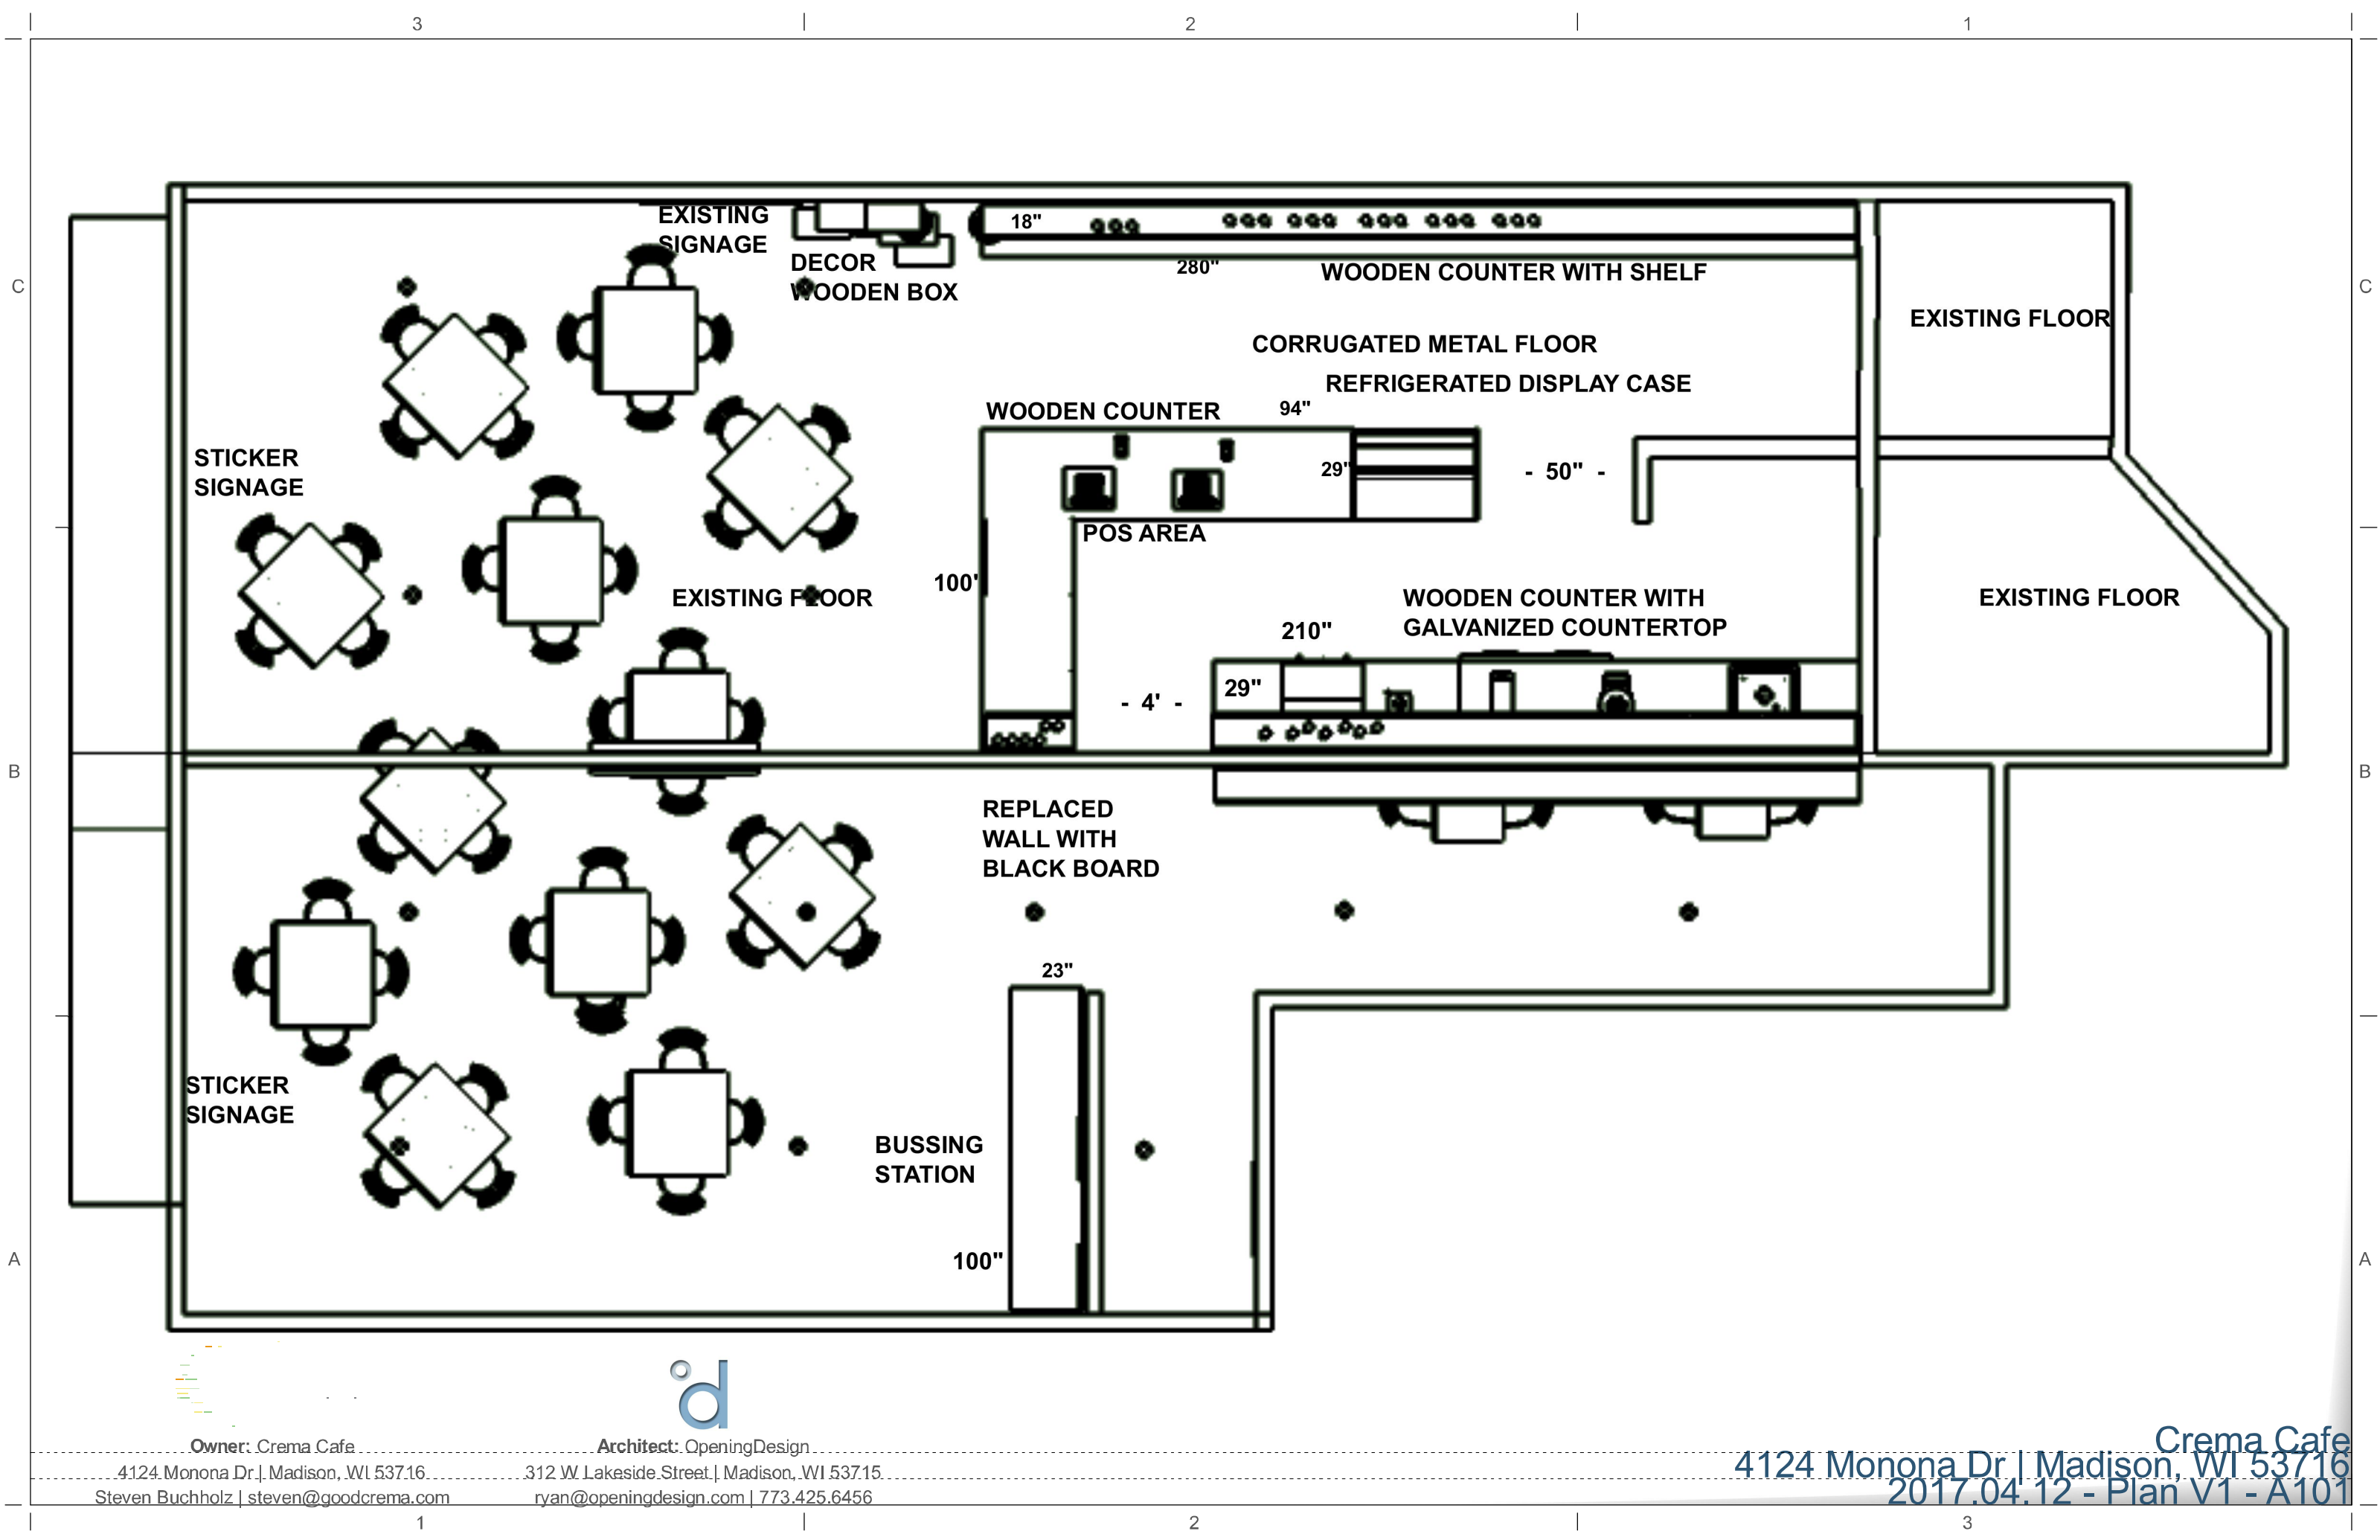 3 2 1
EXISTING
SIGNAGE
18"
DECOR
WOODEN BOX
280"
WOODEN COUNTER WITH SHELF
C C
EXISTING FLOOR
CORRUGATED METAL FLOOR
REFRIGERATED DISPLAY CASE
WOODEN COUNTER
94"
STICKER
SIGNAGE
29"
- 50" -
POS AREA
100'
EXISTING FLOOR
WOODEN COUNTER WITH
GALVANIZED COUNTERTOP
EXISTING FLOOR
210"
29"
- 4' -
B B
REPLACED
WALL WITH
BLACK BOARD
23"
STICKER
SIGNAGE
BUSSING
STATION
100"
A A
d
Owner: Crema Cafe
4124 Monona Dr | Madison, WI 53716
Steven Buchholz | steven@goodcrema.com
Architect: OpeningDesign
312 W Lakeside Street | Madison, WI 53715
ryan@openingdesign.com | 773.425.6456
Crema Cafe
4124 Monona Dr | Madison, WI 53716
2017.04.12 - Plan V1 - A101
1 2 3